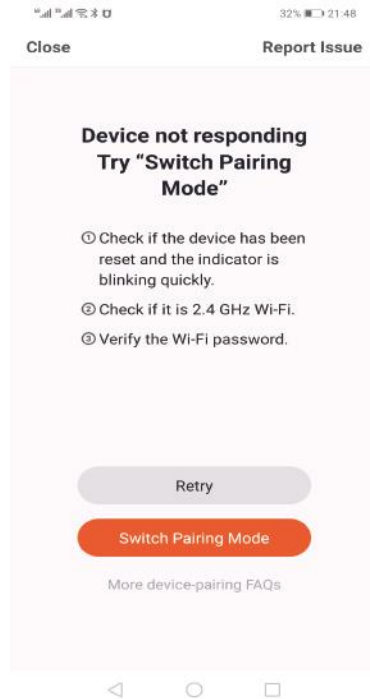 32% 21:48
Close Report Issue
Device not responding
Try “Switch Pairing
Mode”
① Check if the device has been
reset and the indicator is
blinking quickly.
② Check if it is 2.4 GHz Wi-Fi.
③ Verify the Wi-Fi password.
Retry
Switch Pairing Mode
More device-pairing FAQs